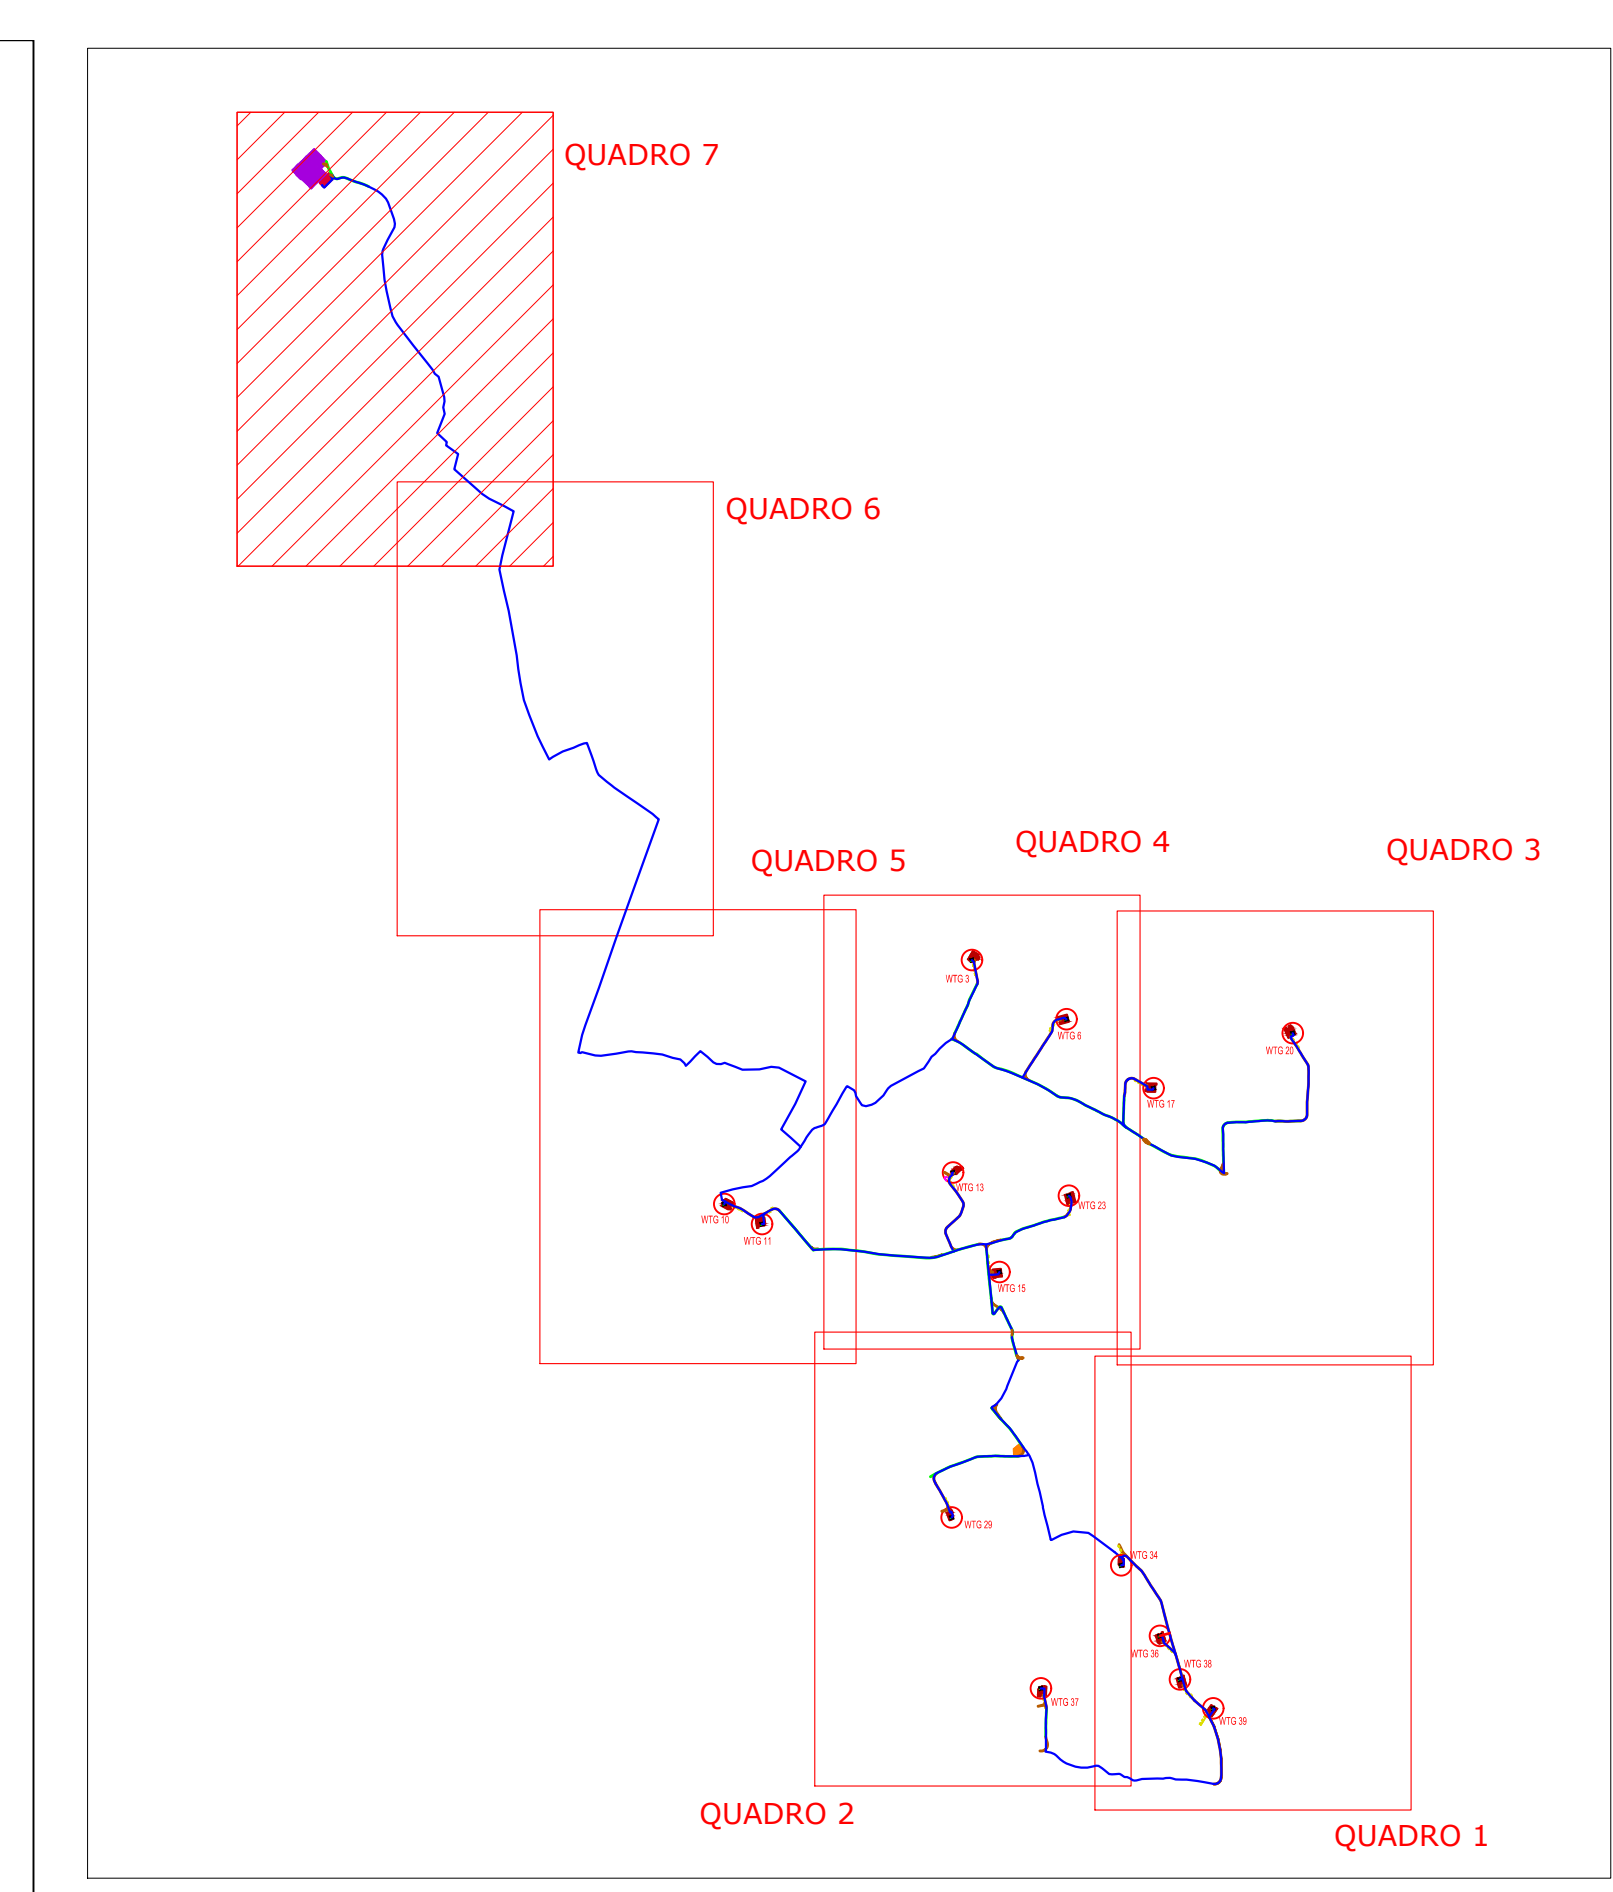 QUADRO 7
QUADRO 6
QUADRO 5
QUADRO 4
QUADRO 3
WTG 3
WTG 6
WTG 20
WTG 17
WTG 13
WTG 23
WTG 10
WTG 11
WTG 15
WTG 29
WTG 34
WTG 36
WTG 38
WTG 37
WTG 39
QUADRO 2
QUADRO 1